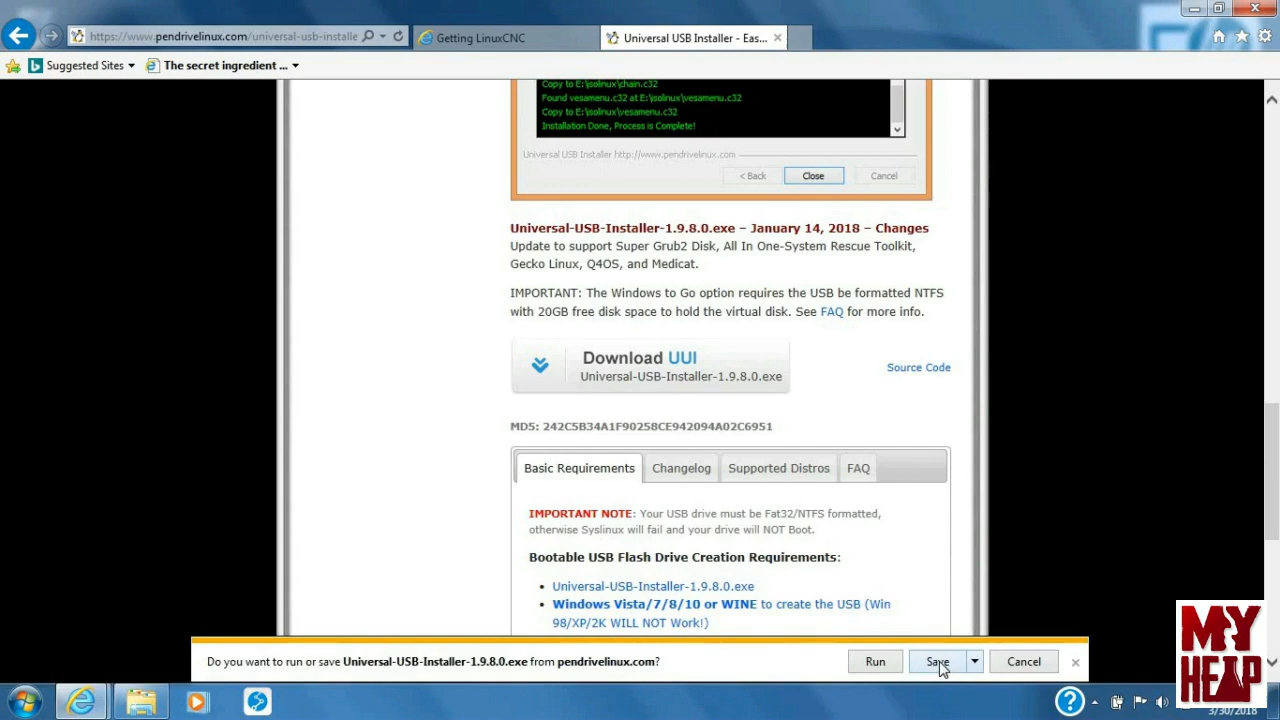 https://www.pendrivelinux.com/universal-usb-installe
Getting LinuxCNC
Universal USB Installer - Eas...
Suggested Sites
The secret ingredient ...
Copy to E:\isolinux\chain.c32
Found vesamenu.c32 at E:\isolinux\vesamenu.c32
Copy to E:\isolinux\vesamenu.c32
Installation Done, Process is Complete!
Universal USB Installer http://www.pendrivelinux.com
< Back
Close
Cancel
Universal-USB-Installer-1.9.8.0.exe – January 14, 2018 – Changes
Update to support Super Grub2 Disk, All In One-System Rescue Toolkit,
Gecko Linux, Q4OS, and Medicat.
IMPORTANT: The Windows to Go option requires the USB be formatted NTFS
with 20GB free disk space to hold the virtual disk. See FAQ for more info.
Download UUI
Universal-USB-Installer-1.9.8.0.exe
Source Code
MD5: 242C5B34A1F90258CE942094A02C6951
Basic Requirements
Changelog
Supported Distros
FAQ
IMPORTANT NOTE: Your USB drive must be Fat32/NTFS formatted,
otherwise Syslinux will fail and your drive will NOT Boot.
Bootable USB Flash Drive Creation Requirements:
• Universal-USB-Installer-1.9.8.0.exe
• Windows Vista/7/8/10 or WINE to create the USB (Win
98/XP/2K WILL NOT Work!)
Do you want to run or save Universal-USB-Installer-1.9.8.0.exe from pendrivelinux.com?
Run
Save
Cancel
MY
HEAP
3/30/2018